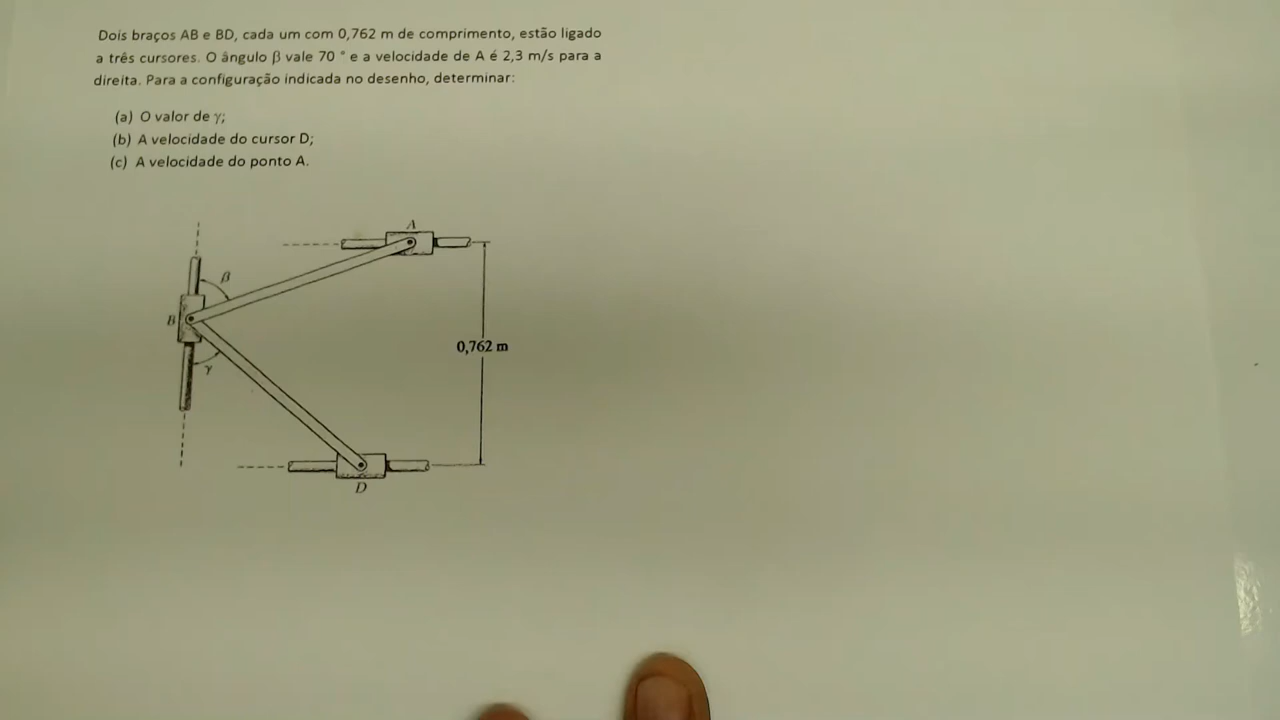 Dois braços AB e BD, cada um com 0,762 m de comprimento, estão ligado
a três cursores. O ângulo β vale 70 ° e a velocidade de A é 2,3 m/s para a
direita. Para a configuração indicada no desenho, determinar:
(a) O valor de γ;
(b) A velocidade do cursor D;
(c) A velocidade do ponto A.
A
β
B
0,762 m
γ
D